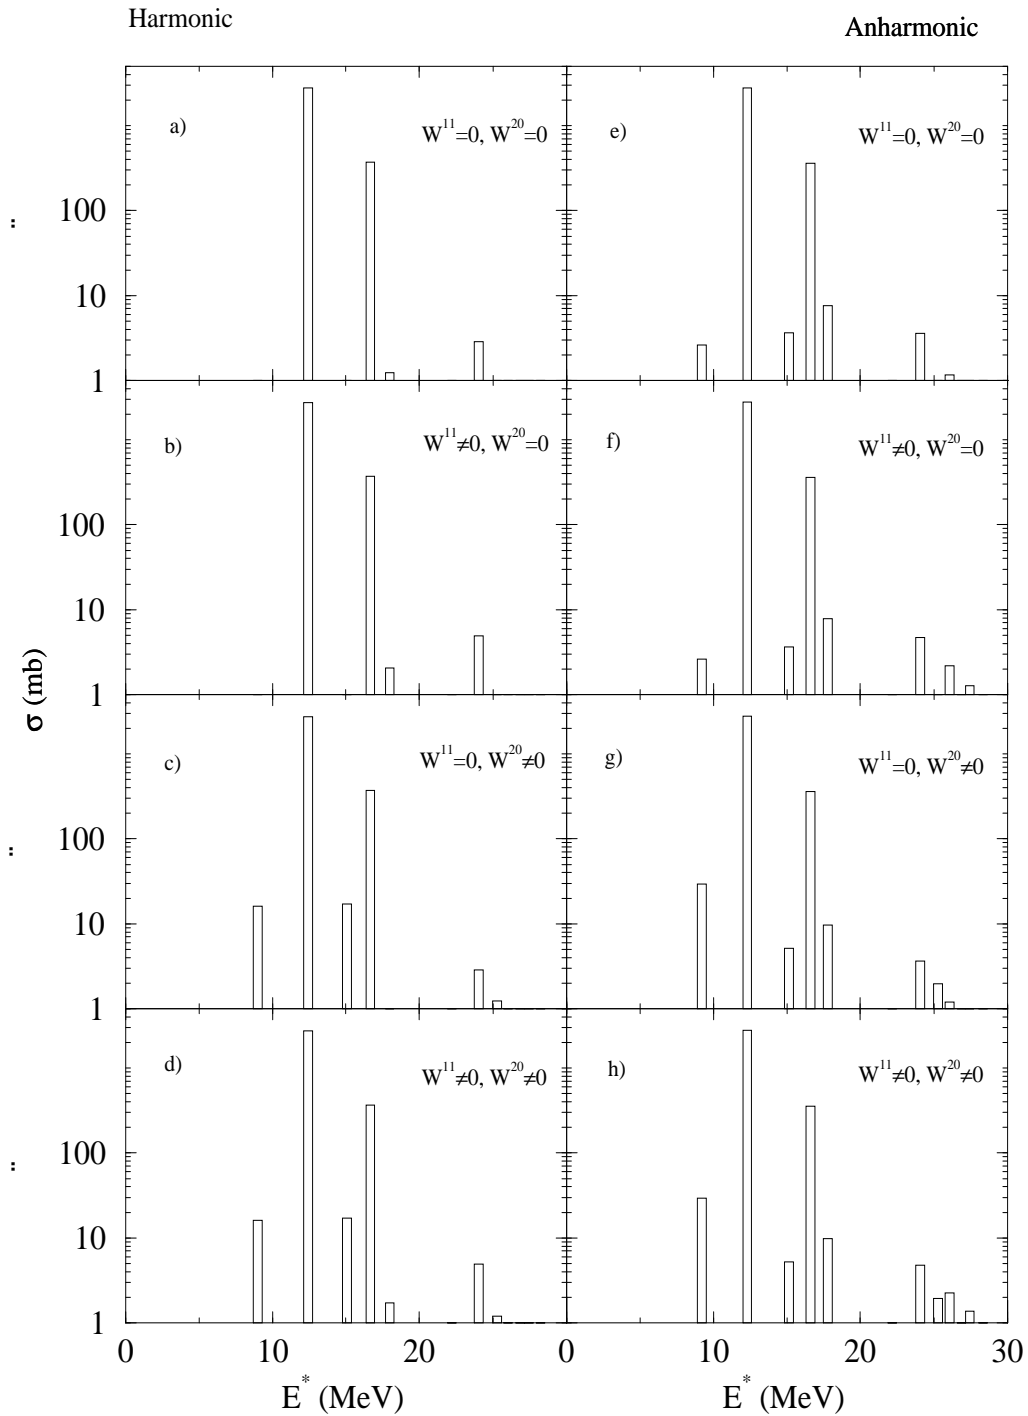 Harmonic
Anharmonic
a)
W¹¹=0, W²⁰=0
e)
W¹¹=0, W²⁰=0
100
10
1
b)
W¹¹≠0, W²⁰=0
f)
W¹¹≠0, W²⁰=0
100
10
1
σ (mb)
c)
W¹¹=0, W²⁰≠0
g)
W¹¹=0, W²⁰≠0
100
10
1
d)
W¹¹≠0, W²⁰≠0
h)
W¹¹≠0, W²⁰≠0
100
10
1
0 10 20 0 10 20 30
E* (MeV) E* (MeV)